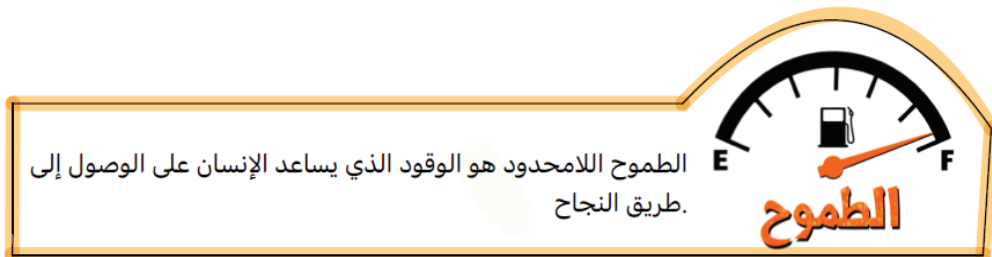 الطموح اللامحدود هو الوقود الذي يساعد الإنسان على الوصول إلى
طريق النجاح.
E
F
الطموح